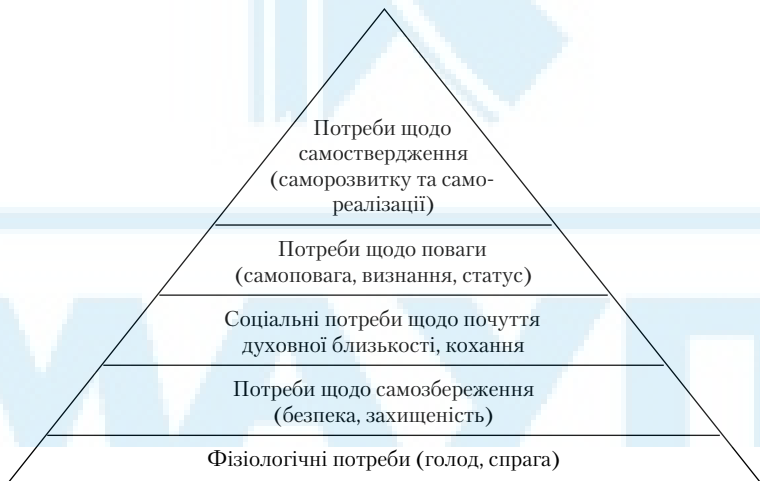 Потреби щодо
самоствердження
(саморозвитку та само-
реалізації)
Потреби щодо поваги
(самоповага, визнання, статус)
Соціальні потреби щодо почуття
духовної близькості, кохання
Потреби щодо самозбереження
(безпека, захищеність)
Фізіологічні потреби (голод, спрага)
МАУП